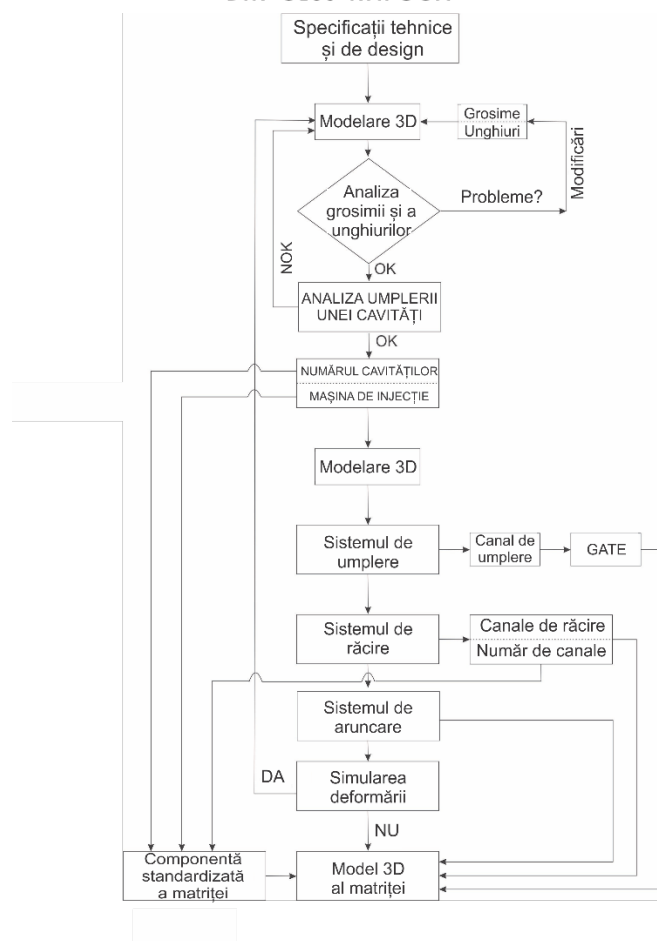 Specificații tehnice
și de design
Modelare 3D
Grosime
Unghiuri
Modificări
Analiza
grosimii și a
unghiurilor
Probleme?
NOK
OK
ANALIZA UMPLERII
UNEI CAVITĂȚI
OK
NUMĂRUL CAVITĂȚILOR
MAȘINA DE INJECȚIE
Modelare 3D
Sistemul de
umplere
Canal de
umplere
GATE
Sistemul de
răcire
Canale de răcire
Număr de canale
Sistemul de
aruncare
DA
Simularea
deformării
NU
Componentă
standardizată
a matriței
Model 3D
al matriței